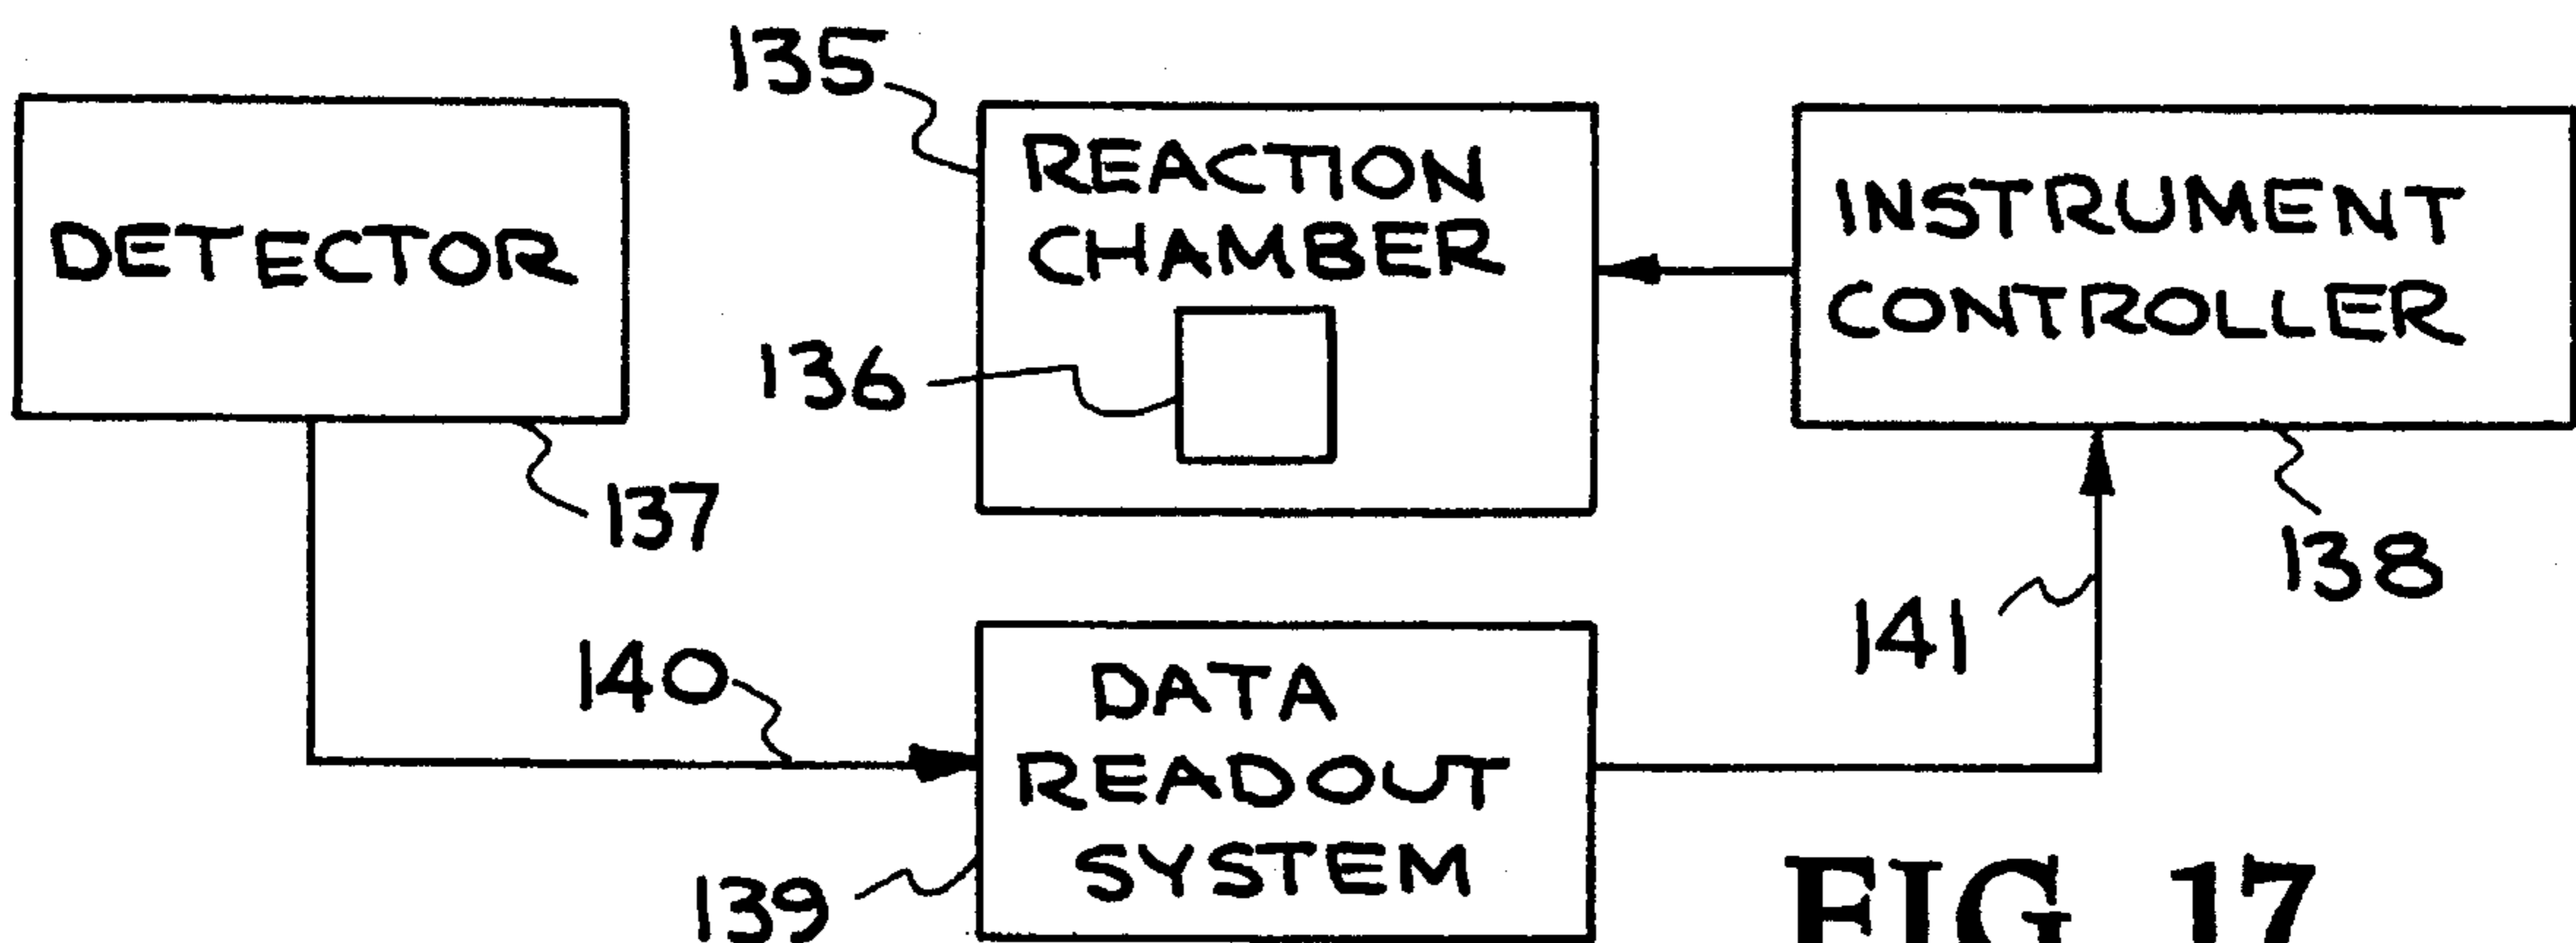 135
DETECTOR
REACTION
CHAMBER
INSTRUMENT
CONTROLLER
136
137
138
140
141
DATA
READOUT
SYSTEM
139
FIG. 17